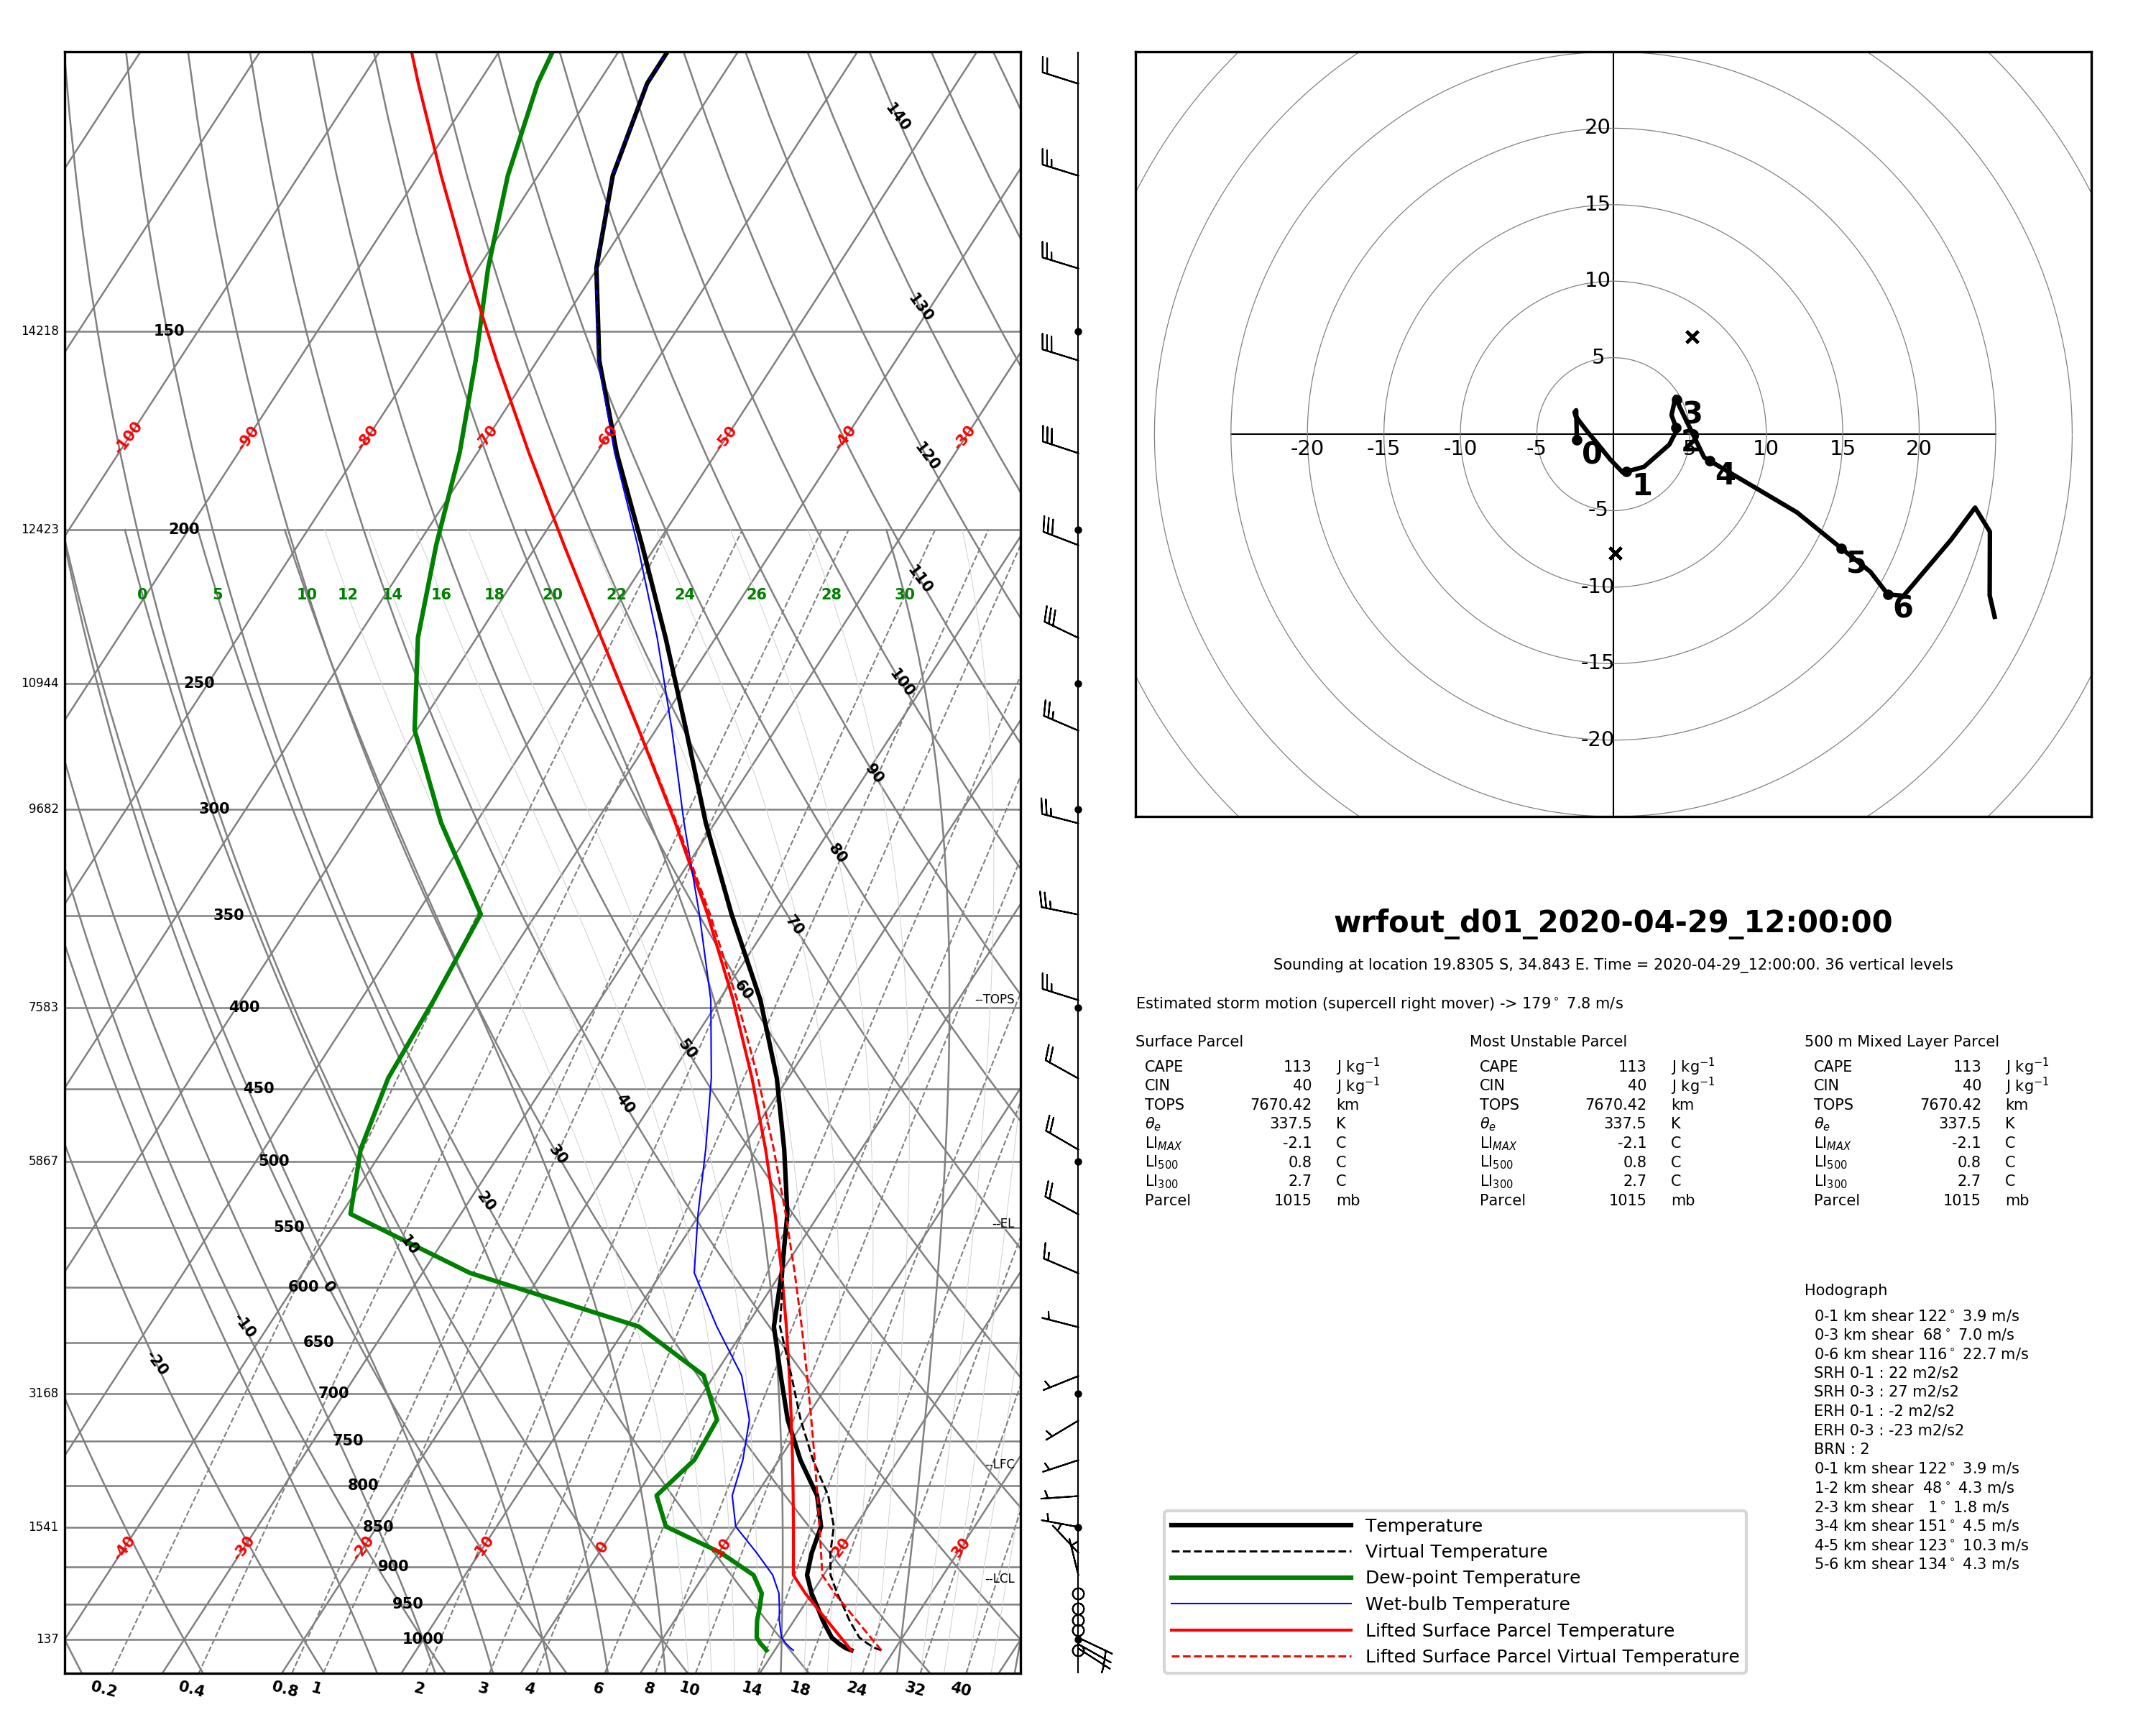 140
130
14218 150
-100 -90 -80 -70 -60 -50 -40 -30
120
12423 200
110
0 5 10 12 14 16 18 20 22 24 26 28 30
10944 250
100
90
9682 300
80
350
70
60
7583 400 --TOPS
50
450
40
5867 500
30
20
550 --EL
10
600 0
-10
650
-20
3168 700
750
--LFC
800
1541 850
-40 -30 -20 -10 0 10 20 30
900
--LCL
950
137 1000
0.2 0.4 0.8 1 2 3 4 6 8 10 14 18 24 32 40
20
15
10
5
-20 -15 -10 -5 5 10 15 20
-5
-10
-15
-20
0 1 2 3 4 5 6
wrfout_d01_2020-04-29_12:00:00
Sounding at location 19.8305 S, 34.843 E. Time = 2020-04-29_12:00:00. 36 vertical levels
Estimated storm motion (supercell right mover) -> 179° 7.8 m/s
Surface Parcel Most Unstable Parcel 500 m Mixed Layer Parcel
CAPE 113 J kg⁻¹ CAPE 113 J kg⁻¹ CAPE 113 J kg⁻¹
CIN 40 J kg⁻¹ CIN 40 J kg⁻¹ CIN 40 J kg⁻¹
TOPS 7670.42 km TOPS 7670.42 km TOPS 7670.42 km
θe 337.5 K θe 337.5 K θe 337.5 K
LIMAX -2.1 C LIMAX -2.1 C LIMAX -2.1 C
LI500 0.8 C LI500 0.8 C LI500 0.8 C
LI300 2.7 C LI300 2.7 C LI300 2.7 C
Parcel 1015 mb Parcel 1015 mb Parcel 1015 mb
Hodograph
0-1 km shear 122° 3.9 m/s
0-3 km shear 68° 7.0 m/s
0-6 km shear 116° 22.7 m/s
SRH 0-1 : 22 m2/s2
SRH 0-3 : 27 m2/s2
ERH 0-1 : -2 m2/s2
ERH 0-3 : -23 m2/s2
BRN : 2
0-1 km shear 122° 3.9 m/s
1-2 km shear 48° 4.3 m/s
2-3 km shear 1° 1.8 m/s
3-4 km shear 151° 4.5 m/s
4-5 km shear 123° 10.3 m/s
5-6 km shear 134° 4.3 m/s
Temperature
Virtual Temperature
Dew-point Temperature
Wet-bulb Temperature
Lifted Surface Parcel Temperature
Lifted Surface Parcel Virtual Temperature